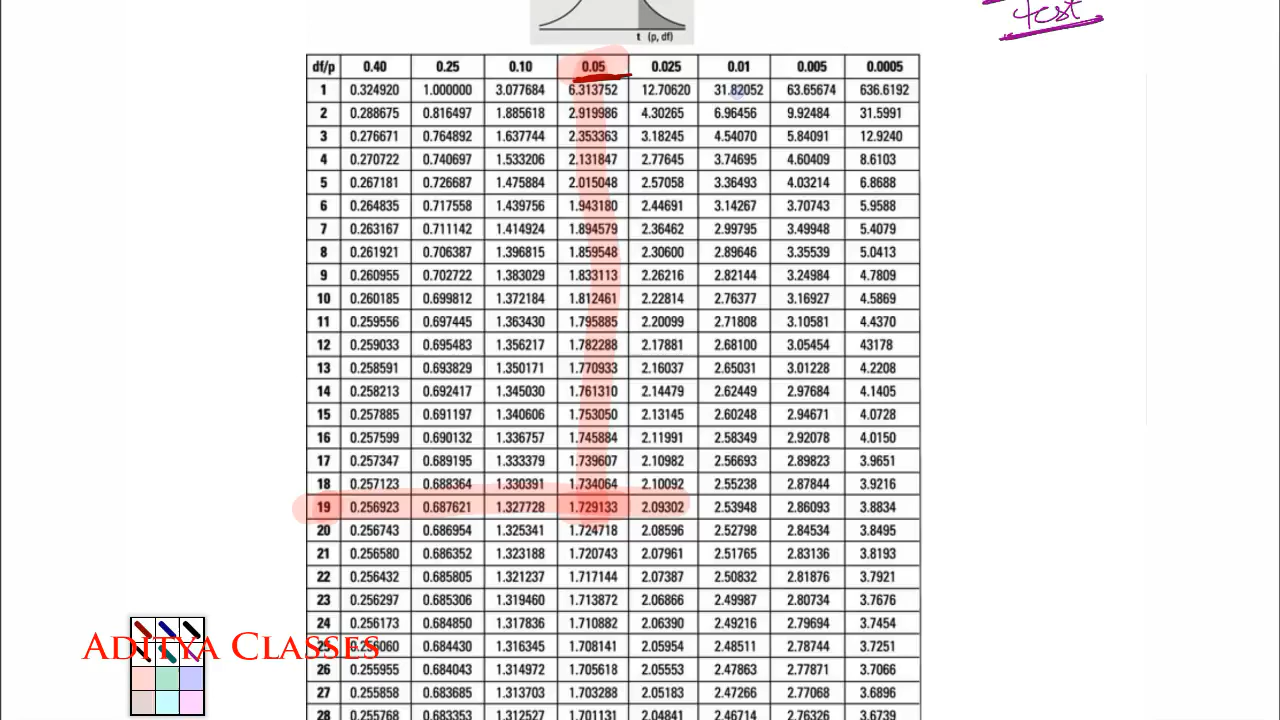 test
t (p, df)
df/p 0.40 0.25 0.10 0.05 0.025 0.01 0.005 0.0005
1 0.324920 1.000000 3.077684 6.313752 12.70620 31.82052 63.65674 636.6192
2 0.288675 0.816497 1.885618 2.919986 4.30265 6.96456 9.92484 31.5991
3 0.276671 0.764892 1.637744 2.353363 3.18245 4.54070 5.84091 12.9240
4 0.270722 0.740697 1.533206 2.131847 2.77645 3.74695 4.60409 8.6103
5 0.267181 0.726687 1.475884 2.015048 2.57058 3.36493 4.03214 6.8688
6 0.264835 0.717558 1.439756 1.943180 2.44691 3.14267 3.70743 5.9588
7 0.263167 0.711142 1.414924 1.894579 2.36462 2.99795 3.49948 5.4079
8 0.261921 0.706387 1.396815 1.859548 2.30600 2.89646 3.35539 5.0413
9 0.260955 0.702722 1.383029 1.833113 2.26216 2.82144 3.24984 4.7809
10 0.260185 0.699812 1.372184 1.812461 2.22814 2.76377 3.16927 4.5869
11 0.259556 0.697445 1.363430 1.795885 2.20099 2.71808 3.10581 4.4370
12 0.259033 0.695483 1.356217 1.782288 2.17881 2.68100 3.05454 43178
13 0.258591 0.693829 1.350171 1.770933 2.16037 2.65031 3.01228 4.2208
14 0.258213 0.692417 1.345030 1.761310 2.14479 2.62449 2.97684 4.1405
15 0.257885 0.691197 1.340606 1.753050 2.13145 2.60248 2.94671 4.0728
16 0.257599 0.690132 1.336757 1.745884 2.11991 2.58349 2.92078 4.0150
17 0.257347 0.689195 1.333379 1.739607 2.10982 2.56693 2.89823 3.9651
18 0.257123 0.688364 1.330391 1.734064 2.10092 2.55238 2.87844 3.9216
19 0.256923 0.687621 1.327728 1.729133 2.09302 2.53948 2.86093 3.8834
20 0.256743 0.686954 1.325341 1.724718 2.08596 2.52798 2.84534 3.8495
21 0.256580 0.686352 1.323188 1.720743 2.07961 2.51765 2.83136 3.8193
22 0.256432 0.685805 1.321237 1.717144 2.07387 2.50832 2.81876 3.7921
23 0.256297 0.685306 1.319460 1.713872 2.06866 2.49987 2.80734 3.7676
24 0.256173 0.684850 1.317836 1.710882 2.06390 2.49216 2.79694 3.7454
25 0.256060 0.684430 1.316345 1.708141 2.05954 2.48511 2.78744 3.7251
26 0.255955 0.684043 1.314972 1.705618 2.05553 2.47863 2.77871 3.7066
27 0.255858 0.683685 1.313703 1.703288 2.05183 2.47266 2.77068 3.6896
28 0.255768 0.683353 1.312527 1.701131 2.04841 2.46714 2.76326 3.6739
Aditya Classes